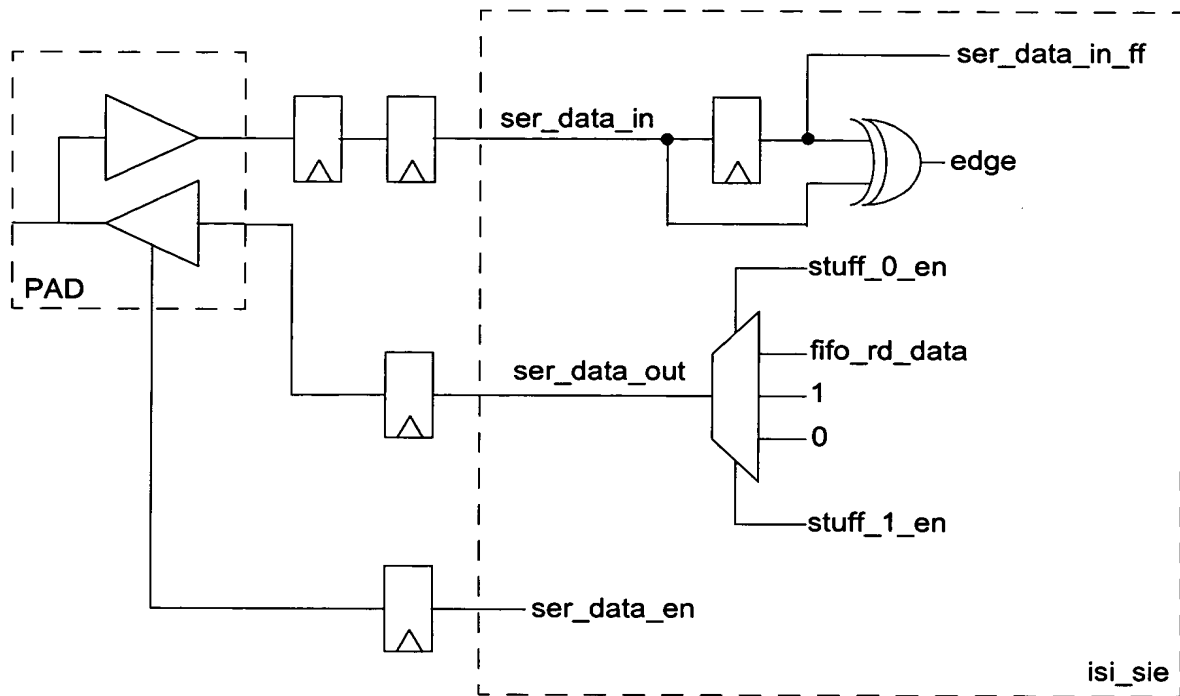 ser_data_in_ff
ser_data_in
edge
PAD
stuff_0_en
fifo_rd_data
ser_data_out
1
0
stuff_1_en
ser_data_en
isi_sie